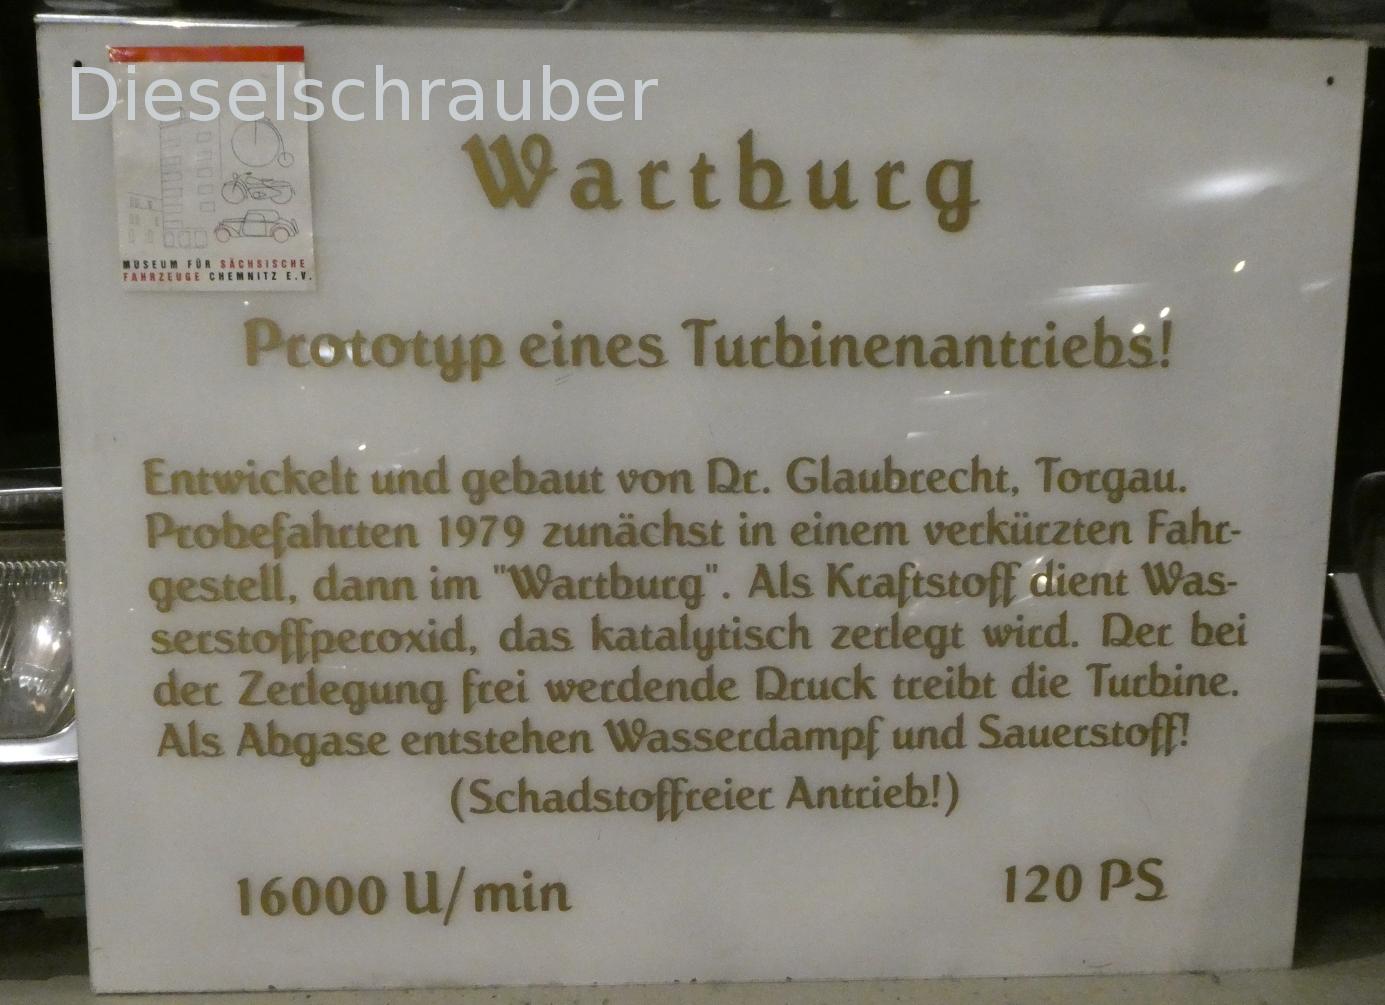 Dieselschrauber
MUSEUM FÜR SÄCHSISCHE
FAHRZEUGE CHEMNITZ E.V.
Wartburg
Prototyp eines Turbinenantriebs!
Entwickelt und gebaut von Dr. Glaubrecht, Torgau.
Probefahrten 1979 zunächst in einem verkürzten Fahr-
gestell, dann im "Wartburg". Als Kraftstoff dient Was-
serstoffperoxid, das katalytisch zerlegt wird. Der bei
der Zerlegung frei werdende Druck treibt die Turbine.
Als Abgase entstehen Wasserdampf und Sauerstoff!
(Schadstoffreier Antrieb!)
16000 U/min
120 PS